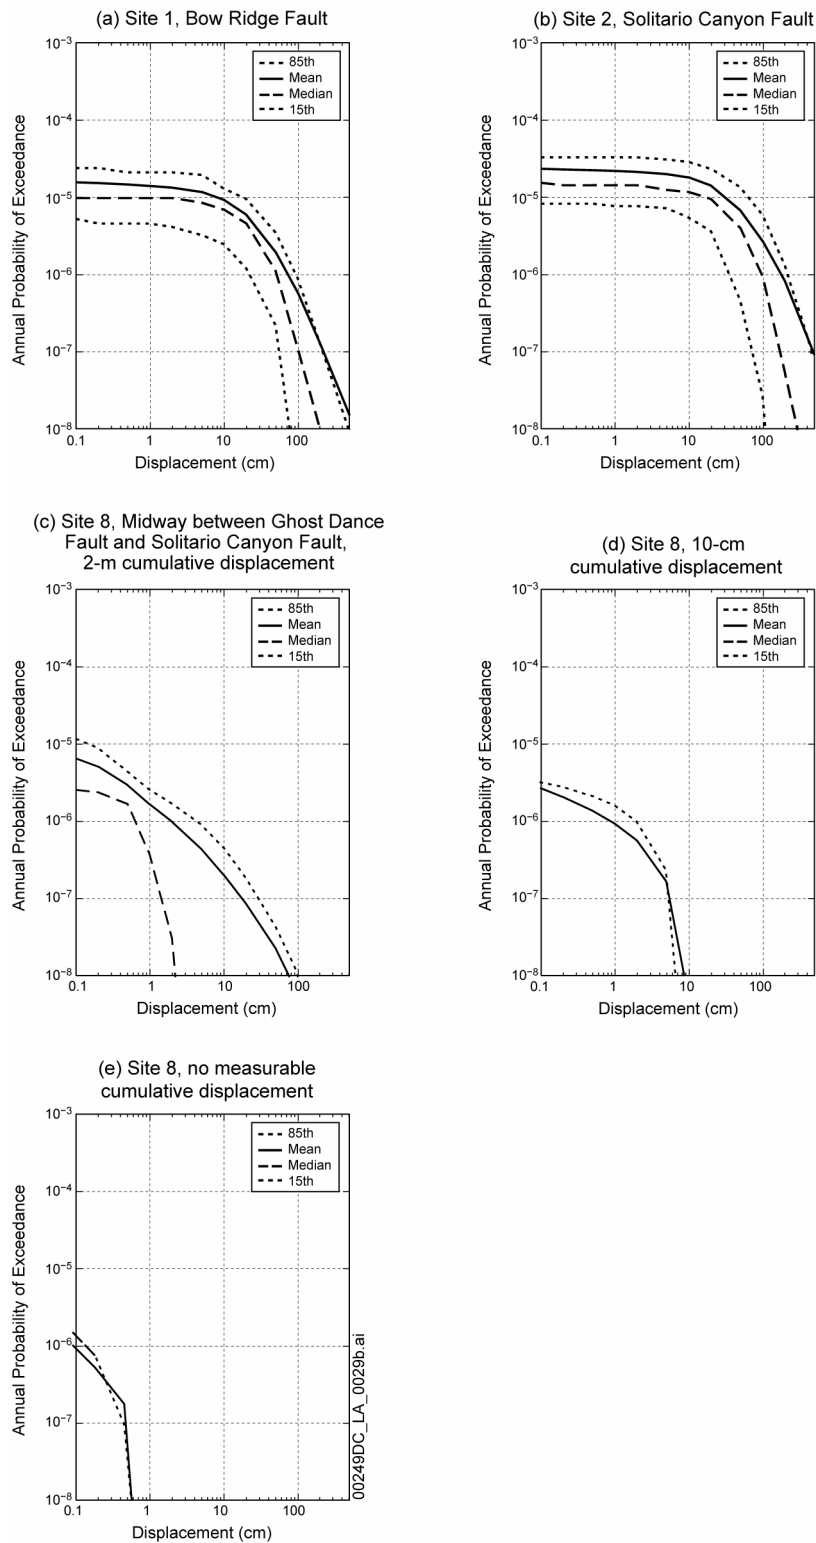 (a) Site 1, Bow Ridge Fault
10⁻³
10⁻⁴
10⁻⁵
10⁻⁶
10⁻⁷
10⁻⁸
Annual Probability of Exceedance
85th
Mean
Median
15th
0.1 1 10 100
Displacement (cm)
(b) Site 2, Solitario Canyon Fault
10⁻³
10⁻⁴
10⁻⁵
10⁻⁶
10⁻⁷
10⁻⁸
Annual Probability of Exceedance
85th
Mean
Median
15th
0.1 1 10 100
Displacement (cm)
(c) Site 8, Midway between Ghost Dance
Fault and Solitario Canyon Fault,
2-m cumulative displacement
10⁻³
10⁻⁴
10⁻⁵
10⁻⁶
10⁻⁷
10⁻⁸
Annual Probability of Exceedance
85th
Mean
Median
15th
0.1 1 10 100
Displacement (cm)
(d) Site 8, 10-cm
cumulative displacement
10⁻³
10⁻⁴
10⁻⁵
10⁻⁶
10⁻⁷
10⁻⁸
Annual Probability of Exceedance
85th
Mean
Median
15th
0.1 1 10 100
Displacement (cm)
(e) Site 8, no measurable
cumulative displacement
10⁻³
10⁻⁴
10⁻⁵
10⁻⁶
10⁻⁷
10⁻⁸
Annual Probability of Exceedance
85th
Mean
Median
15th
0.1 1 10 100
Displacement (cm)
00249DC_LA_0029b.ai